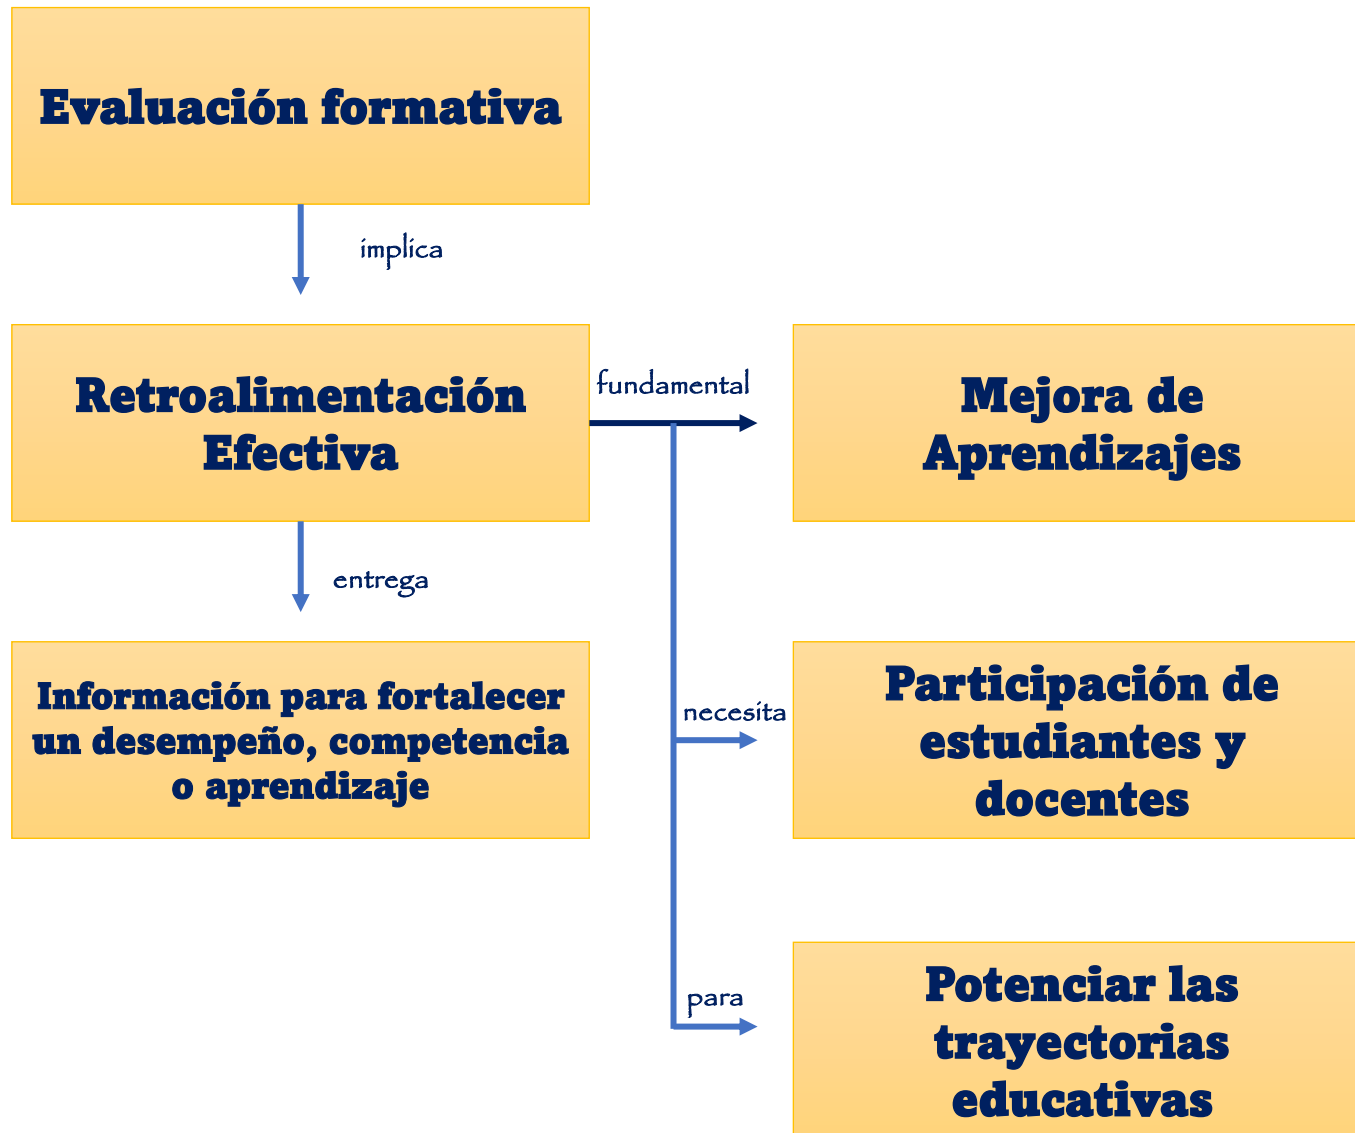 Evaluación formativa
implica
Retroalimentación
Efectiva
fundamental
Mejora de
Aprendizajes
entrega
Información para fortalecer
un desempeño, competencia
o aprendizaje
necesita
Participación de
estudiantes y
docentes
para
Potenciar las
trayectorias
educativas